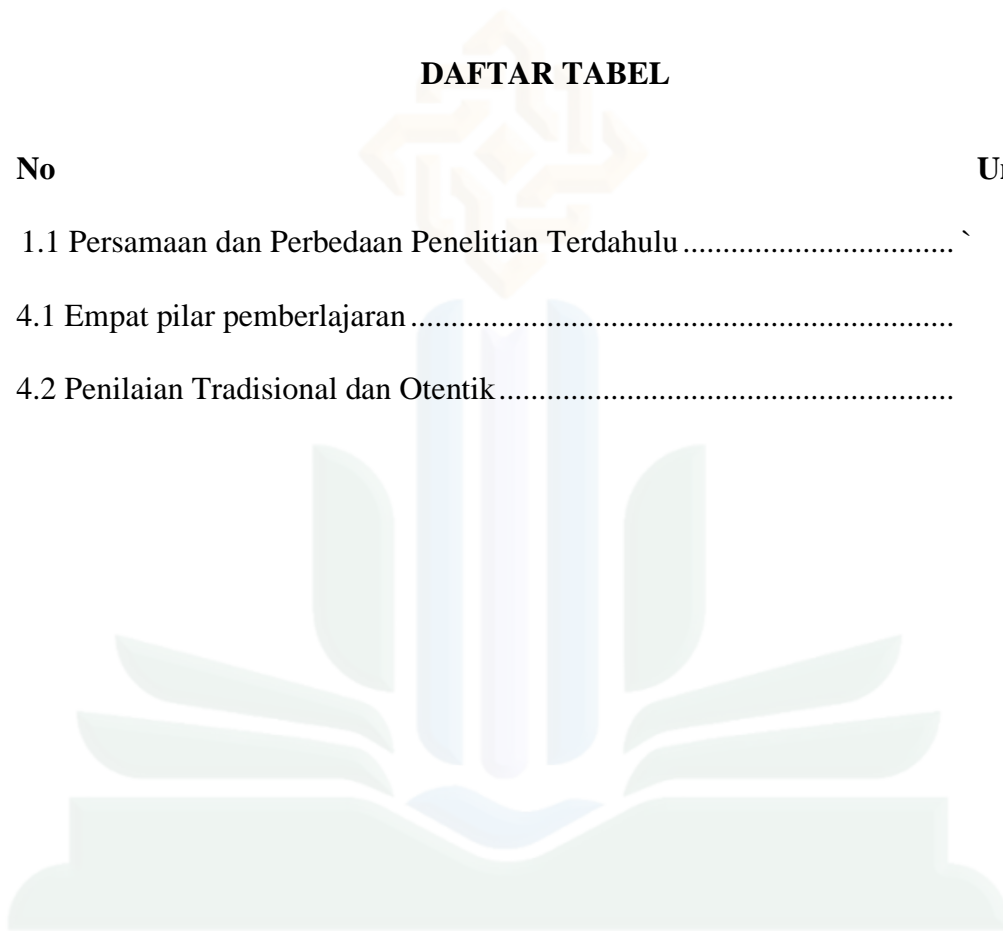 DAFTAR TABEL
No
1.1 Persamaan dan Perbedaan Penelitian Terdahulu .................................. `
4.1 Empat pilar pemberlajaran ....................................................................
4.2 Penilaian Tradisional dan Otentik .........................................................